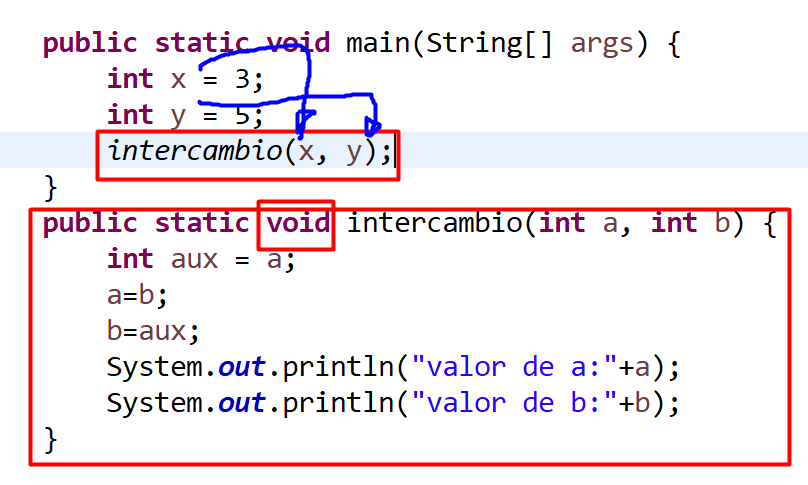 public static void main(String[] args) {
int x = 3;
int y = 5;
intercambio(x, y);
}
public static void intercambio(int a, int b) {
int aux = a;
a=b;
b=aux;
System.out.println("valor de a:"+a);
System.out.println("valor de b:"+b);
}